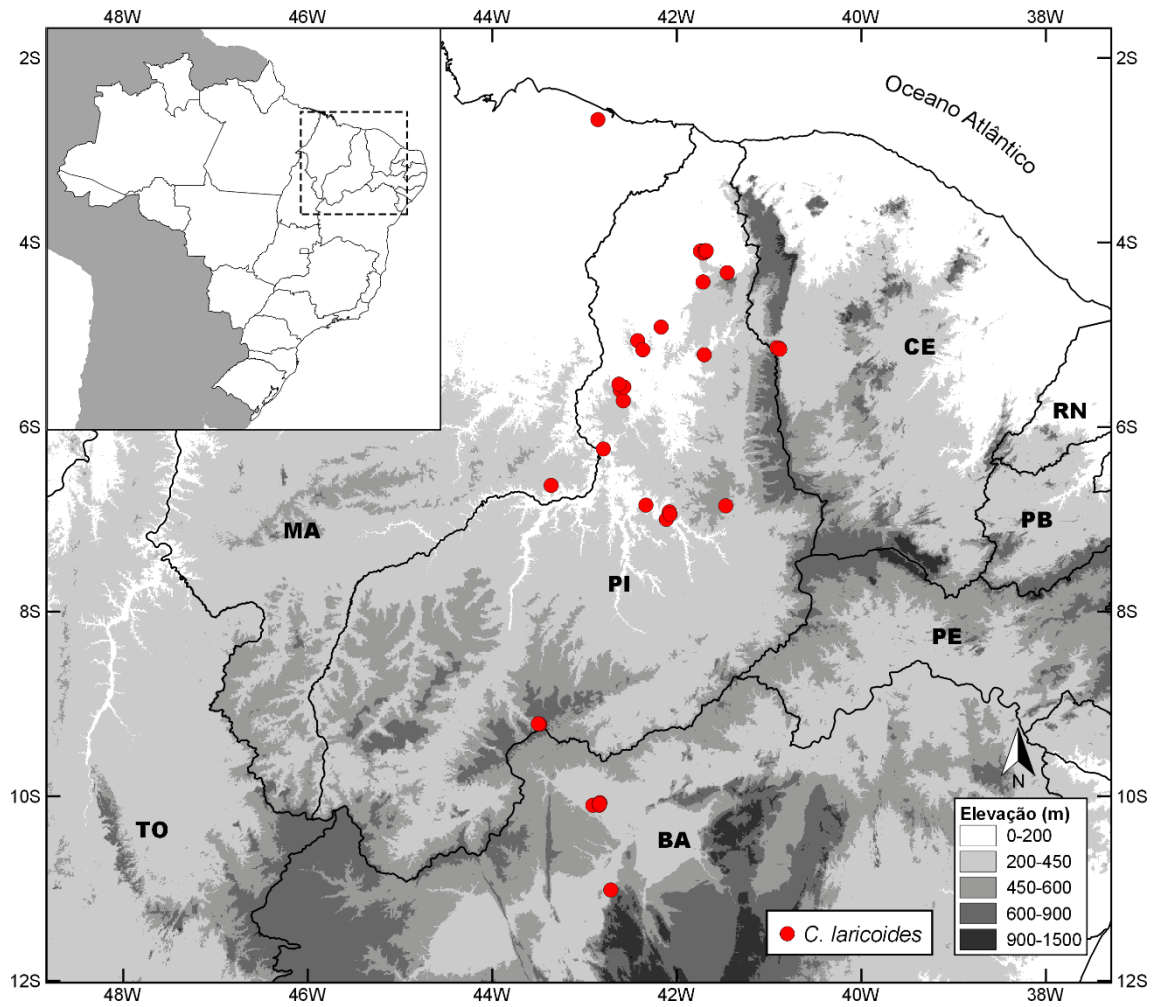 48W 46W 44W 42W 40W 38W
2S 2S
Oceano Atlântico
4S 4S
CE
RN
6S 6S
PB
MA
PI
8S 8S
PE
N
10S 10S
TO
BA
Elevação (m)
0-200
200-450
450-600
600-900
900-1500
C. laricoides
12S 12S
48W 46W 44W 42W 40W 38W